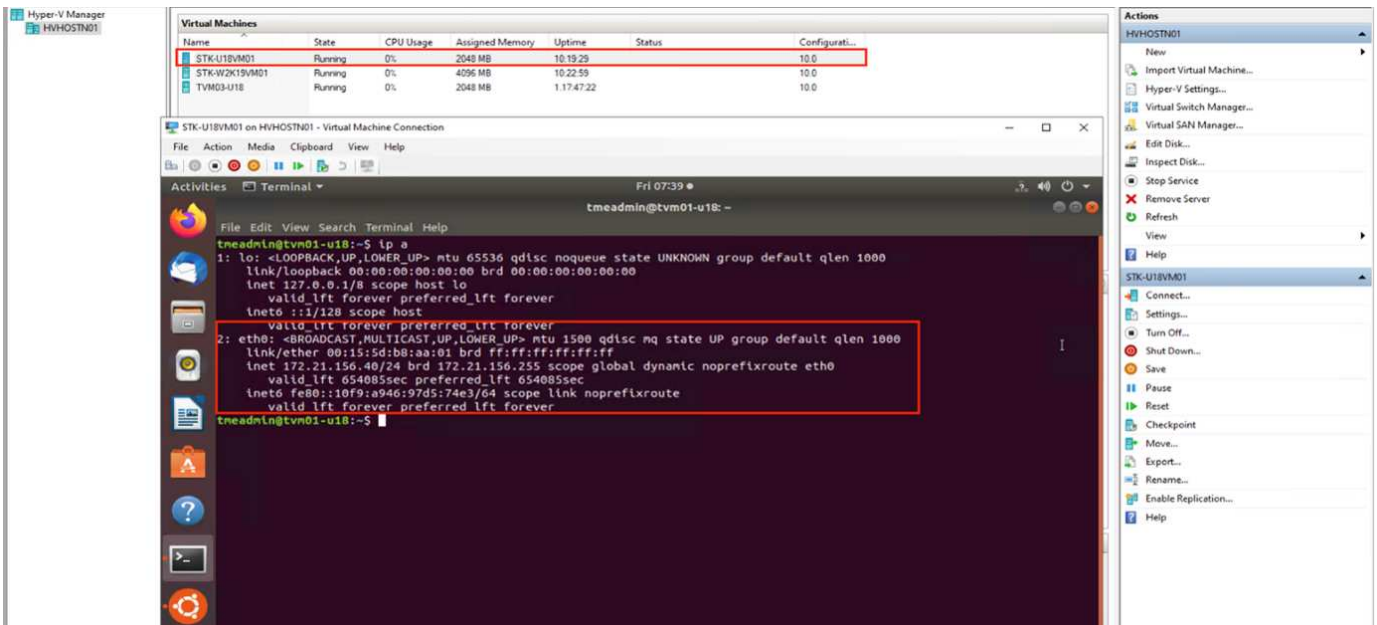 Hyper-V Manager
HVHOSTN01
Virtual Machines
Name State CPU Usage Assigned Memory Uptime Status Configurati...
STK-U18VM01 Running 0% 2048 MB 10:19:29 10.0
STK-W2K19VM01 Running 0% 4096 MB 10:22:59 10.0
TVM03-U18 Running 0% 2048 MB 1.17:47:22 10.0
STK-U18VM01 on HVHOSTN01 - Virtual Machine Connection
File Action Media Clipboard View Help
Activities Terminal Fri 07:39
tmeadmin@tvm01-u18: ~
File Edit View Search Terminal Help
tmeadmin@tvm01-u18:~$ ip a
1: lo: <LOOPBACK,UP,LOWER_UP> mtu 65536 qdisc noqueue state UNKNOWN group default qlen 1000
link/loopback 00:00:00:00:00:00 brd 00:00:00:00:00:00
inet 127.0.0.1/8 scope host lo
valid_lft forever preferred_lft forever
inet6 ::1/128 scope host
valid_lft forever preferred_lft forever
2: eth0: <BROADCAST,MULTICAST,UP,LOWER_UP> mtu 1500 qdisc mq state UP group default qlen 1000
link/ether 00:15:5d:b8:aa:01 brd ff:ff:ff:ff:ff:ff
inet 172.21.156.40/24 brd 172.21.156.255 scope global dynamic noprefixroute eth0
valid_lft 654085sec preferred_lft 654085sec
inet6 fe80::10f9:a946:97d5:74e3/64 scope link noprefixroute
valid_lft forever preferred_lft forever
tmeadmin@tvm01-u18:~$
Actions
HVHOSTN01
New
Import Virtual Machine...
Hyper-V Settings...
Virtual Switch Manager...
Virtual SAN Manager...
Edit Disk...
Inspect Disk...
Stop Service
Remove Server
Refresh
View
Help
STK-U18VM01
Connect...
Settings...
Turn Off...
Shut Down...
Save
Pause
Reset
Checkpoint
Move...
Export...
Rename...
Enable Replication...
Help